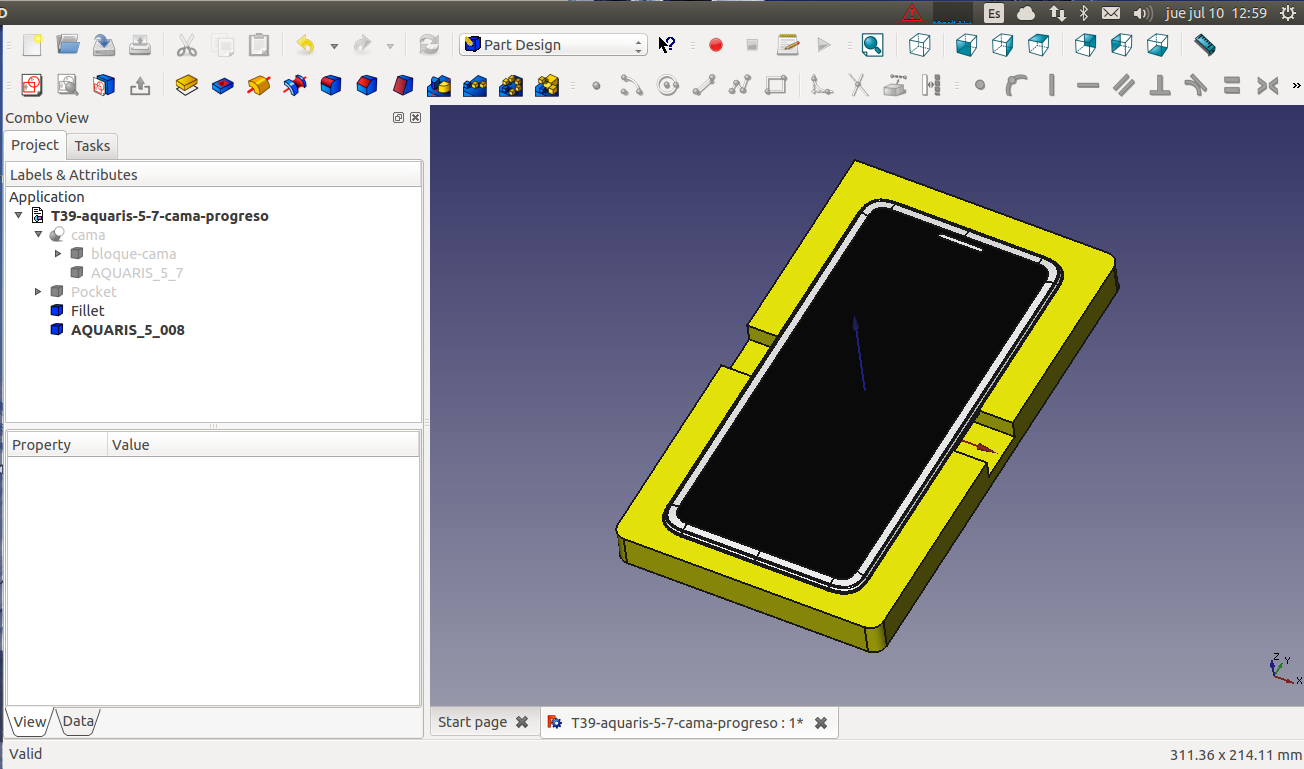 D
Es
jue jul 10 12:59
Part Design
»
Combo View
Project
Tasks
Labels & Attributes
Application
T39-aquaris-5-7-cama-progreso
cama
bloque-cama
AQUARIS_5_7
Pocket
Fillet
AQUARIS_5_008
Property
Value
Z
Y
X
View
Data
Start page
T39-aquaris-5-7-cama-progreso : 1*
Valid
311.36 x 214.11 mm